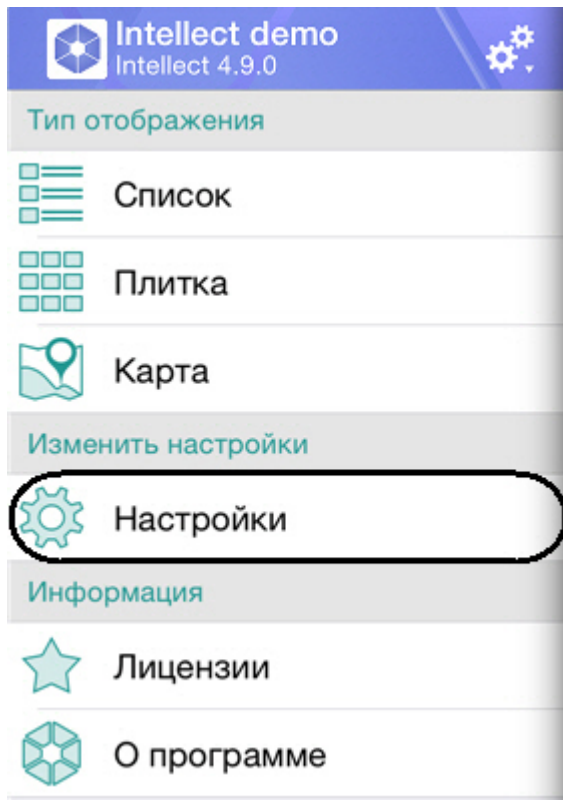 Intellect demo
Intellect 4.9.0
Тип отображения
Список
Плитка
Карта
Изменить настройки
Настройки
Информация
Лицензии
О программе